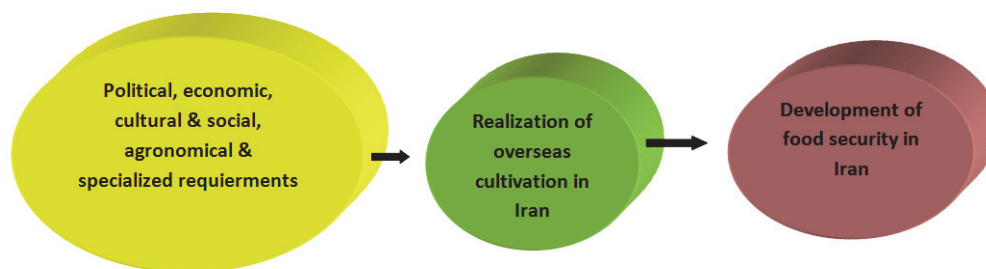 Political, economic,
cultural & social,
agronomical &
specialized requierments
Realization of
overseas
cultivation in
Iran
Development of
food security in
Iran